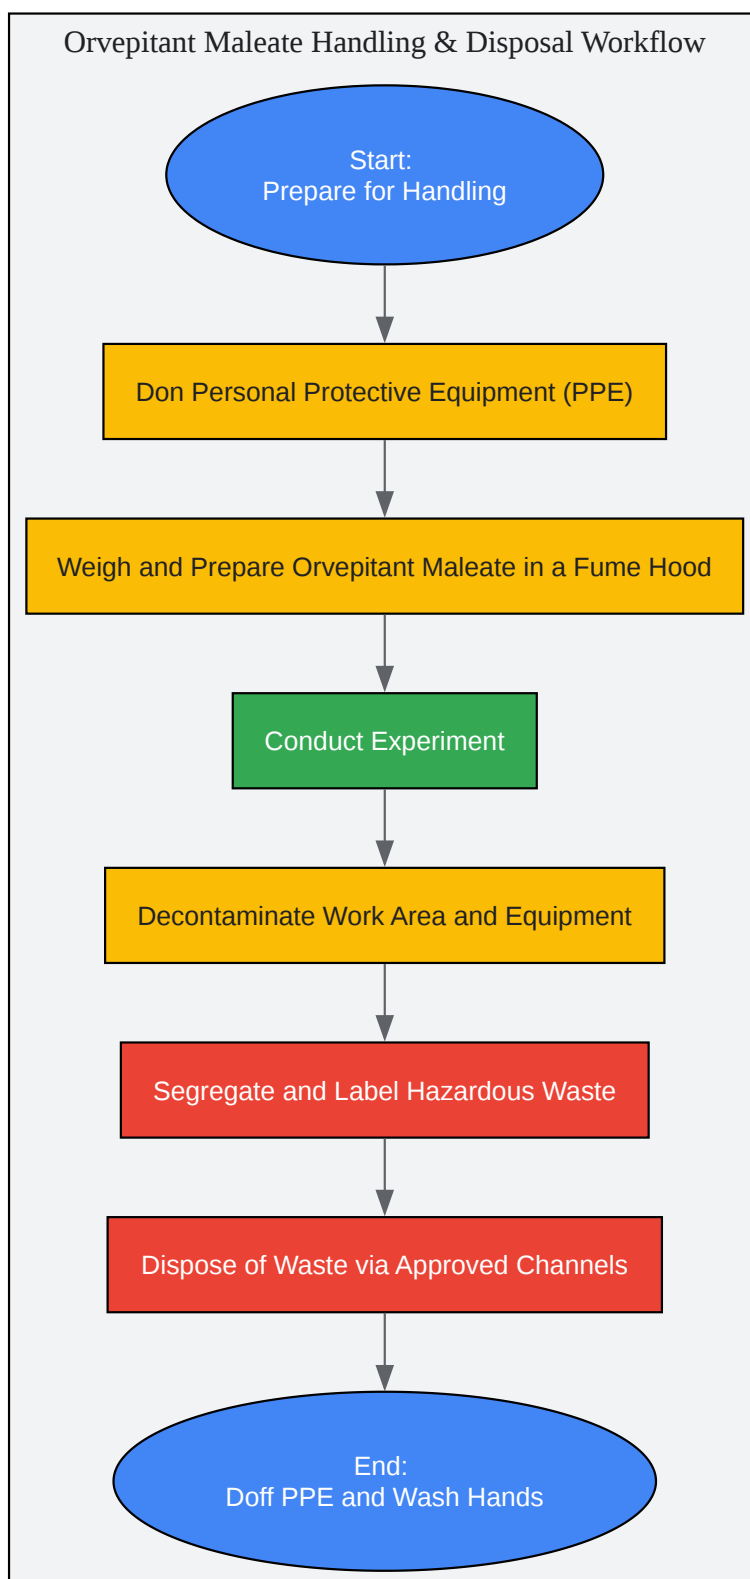 Orvepitant Maleate Handling & Disposal Workflow
Start:
Prepare for Handling
Don Personal Protective Equipment (PPE)
Weigh and Prepare Orvepitant Maleate in a Fume Hood
Conduct Experiment
Decontaminate Work Area and Equipment
Segregate and Label Hazardous Waste
Dispose of Waste via Approved Channels
End:
Doff PPE and Wash Hands